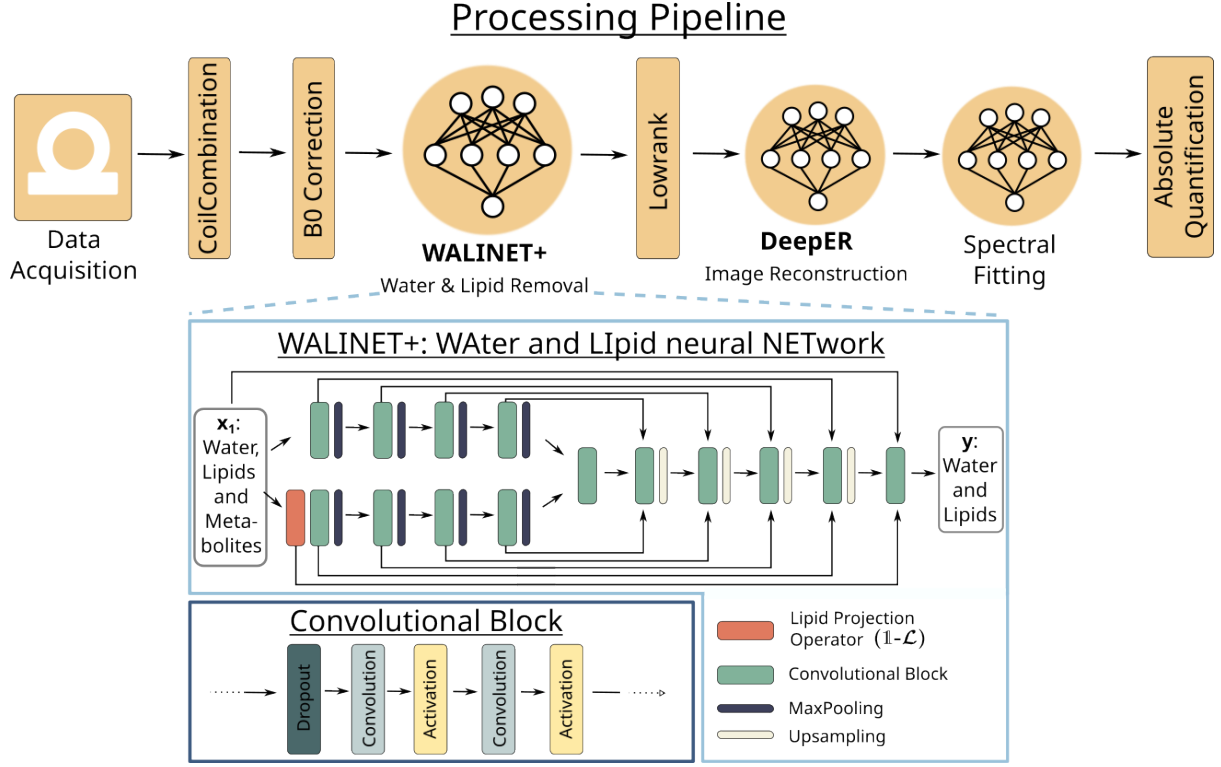 Processing Pipeline
Data
Acquisition
CoilCombination
B0 Correction
WALINET+
Water & Lipid Removal
Lowrank
DeepER
Image Reconstruction
Spectral
Fitting
Absolute
Quantification
WALINET+: WAter and LIpid neural NETwork
x₁:
Water,
Lipids
and
Meta-
bolites
y:
Water
and
Lipids
Convolutional Block
Dropout
Convolution
Activation
Convolution
Activation
Lipid Projection
Operator (𝟙-ℒ)
Convolutional Block
MaxPooling
Upsampling